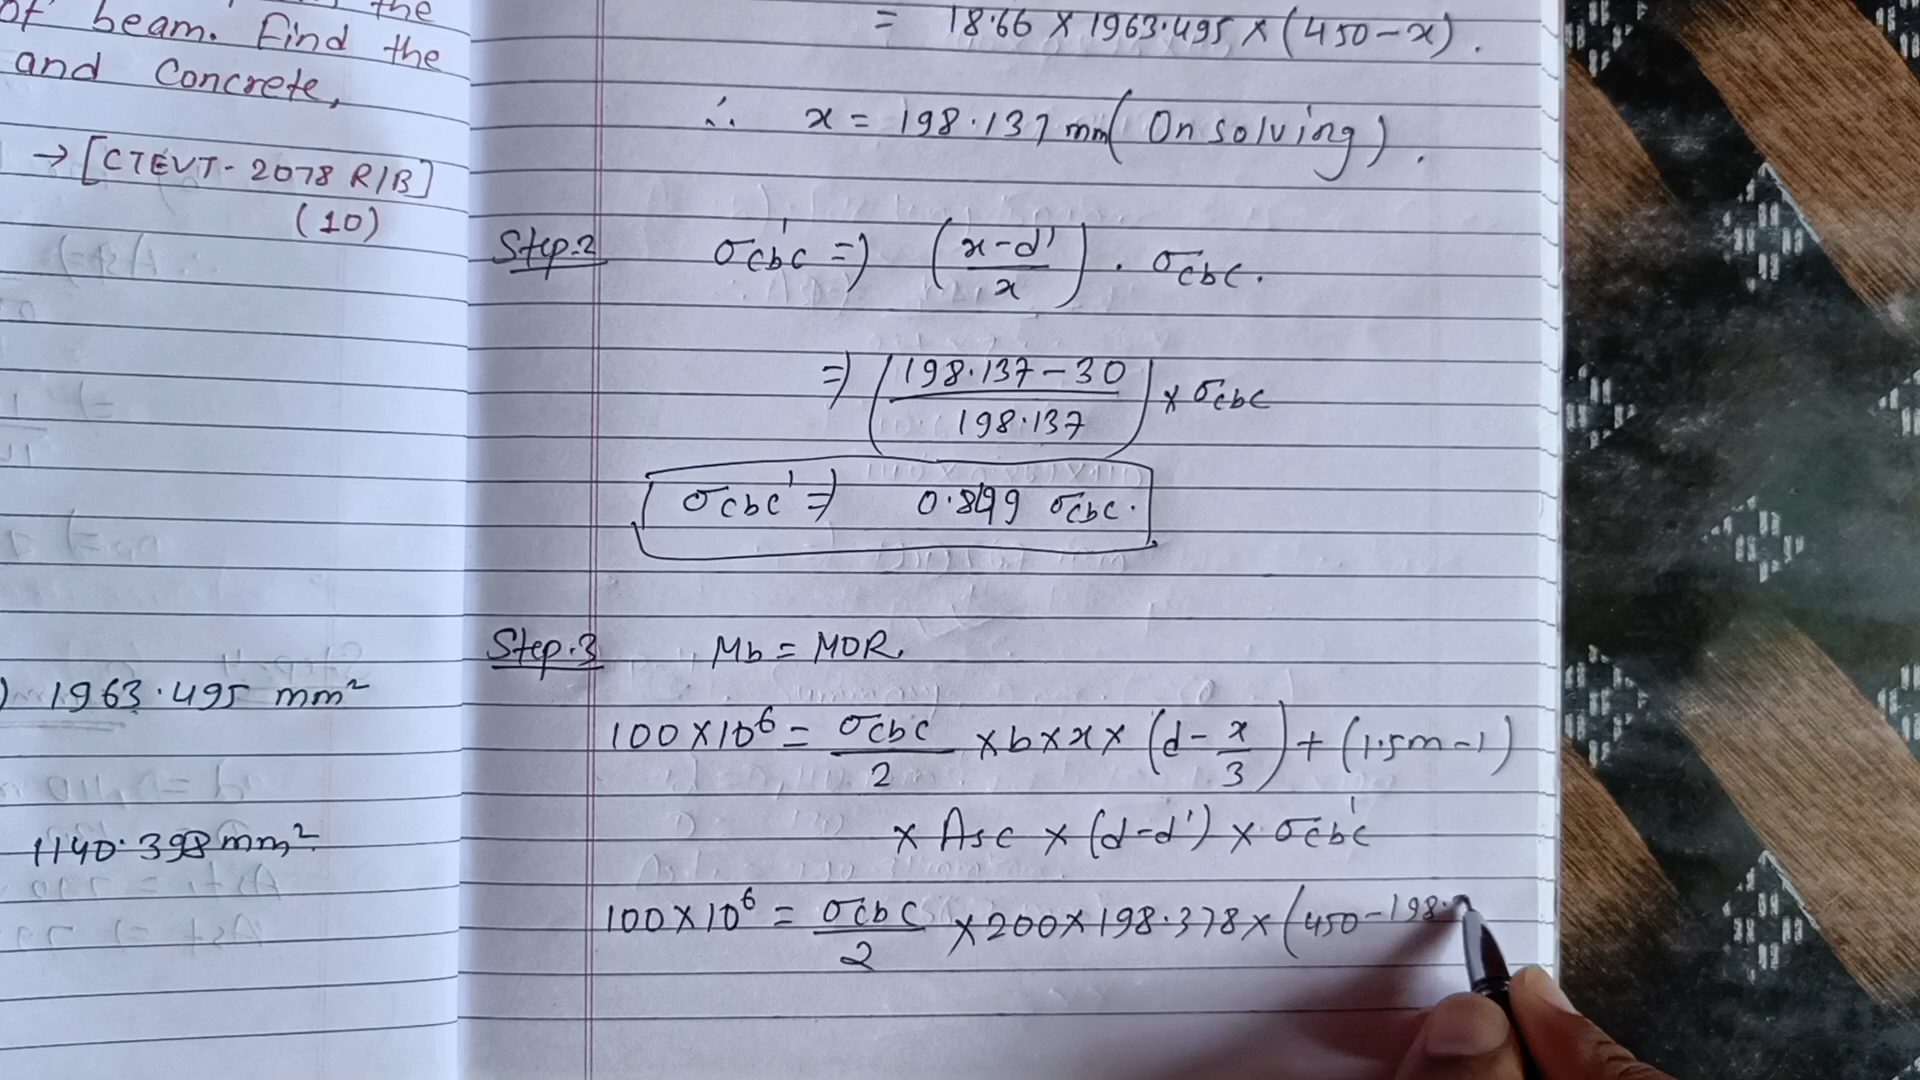 the
of beam. Find the
and Concrete,
→ [CTEVT- 2078 R/B]
(10)
1963.495 mm²
1140.398 mm²
= 18.66 × 1963.495 × (450 - x).
∴ x = 198.137 mm (On solving).
Step.2 σcbc' => (x-d'/x) . σcbc.
=> (198.137-30/198.137) × σcbc
σcbc' => 0.849 σcbc.
Step.3 Mb = MOR.
100×10⁶ = σcbc/2 × b × x × (d - x/3) + (1.5m-1)
× Asc × (d-d') × σcbc'
100×10⁶ = σcbc/2 × 200 × 198.378 × (450 - 198.